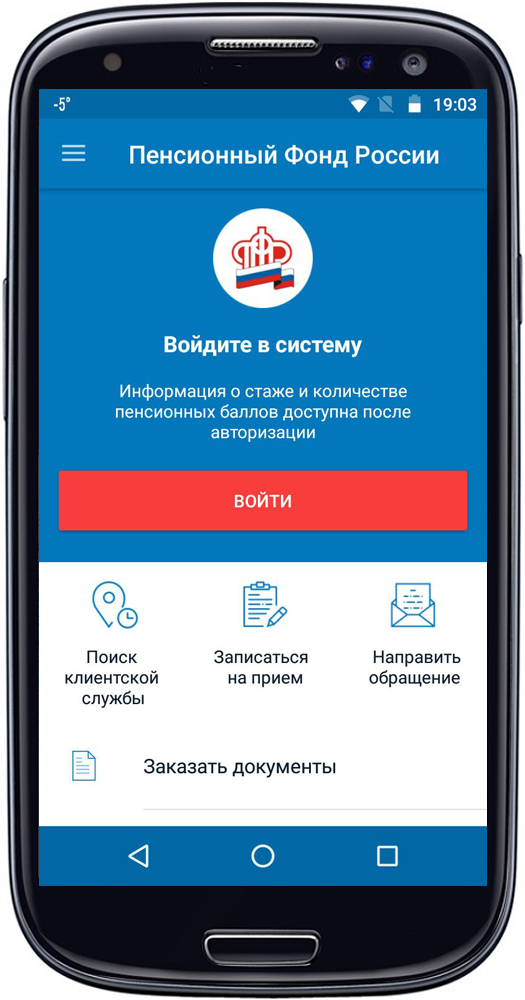 -5°
19:03
Пенсионный Фонд России
ПФР
Войдите в систему
Информация о стаже и количестве
пенсионных баллов доступна после
авторизации
ВОЙТИ
Поиск
клиентской
службы
Записаться
на прием
Направить
обращение
Заказать документы